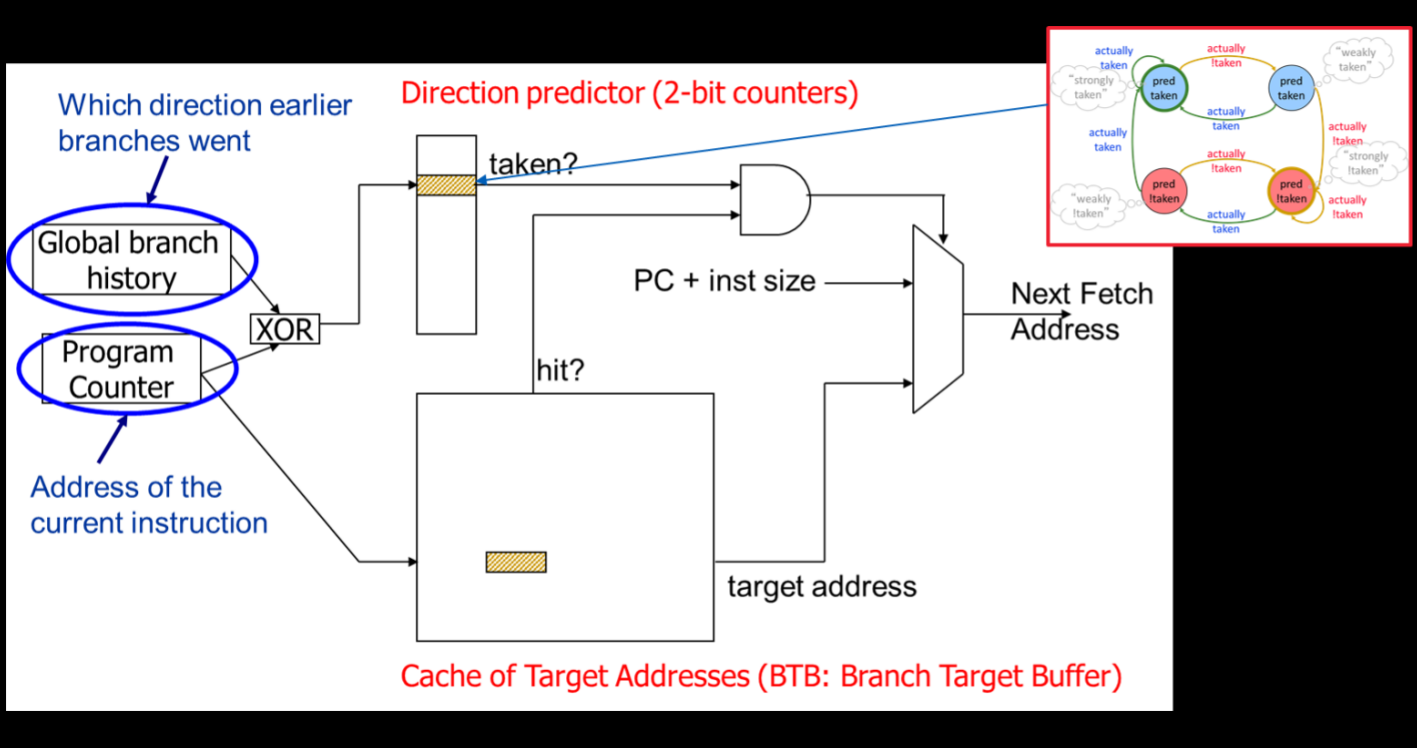 Which direction earlier
branches went
Direction predictor (2-bit counters)
taken?
Global branch
history
XOR
Program
Counter
PC + inst size
Next Fetch
Address
hit?
Address of the
current instruction
target address
Cache of Target Addresses (BTB: Branch Target Buffer)
actually
taken
actually
!taken
"weakly
taken"
"strongly
taken"
pred
taken
pred
taken
actually
taken
actually
taken
actually
!taken
actually
!taken
"strongly
!taken"
pred
!taken
pred
!taken
"weakly
!taken"
actually
taken
actually
!taken